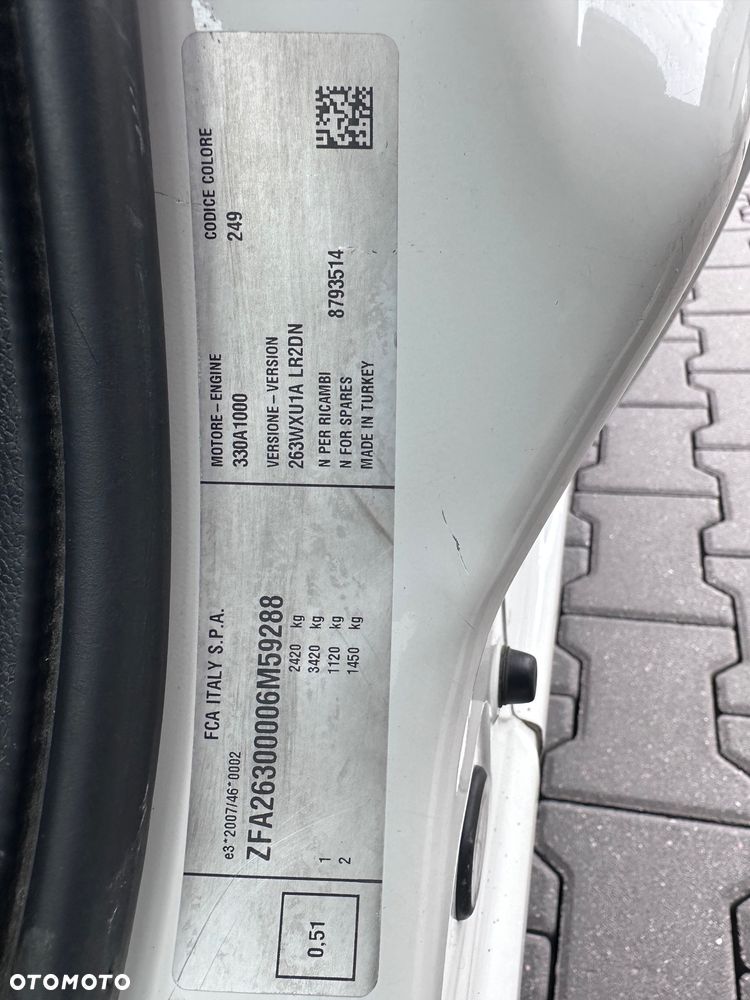 FCA ITALY S.P.A.
e3*2007/46*0002
ZFA26300006M59288
2420 kg
3420 kg
1 1120 kg
2 1450 kg
0,51
MOTORE - ENGINE
330A1000
VERSIONE - VERSION
263WXU1A LR2DN
N PER RICAMBI
N FOR SPARES 8793514
MADE IN TURKEY
CODICE COLORE
249
OTOMOTO